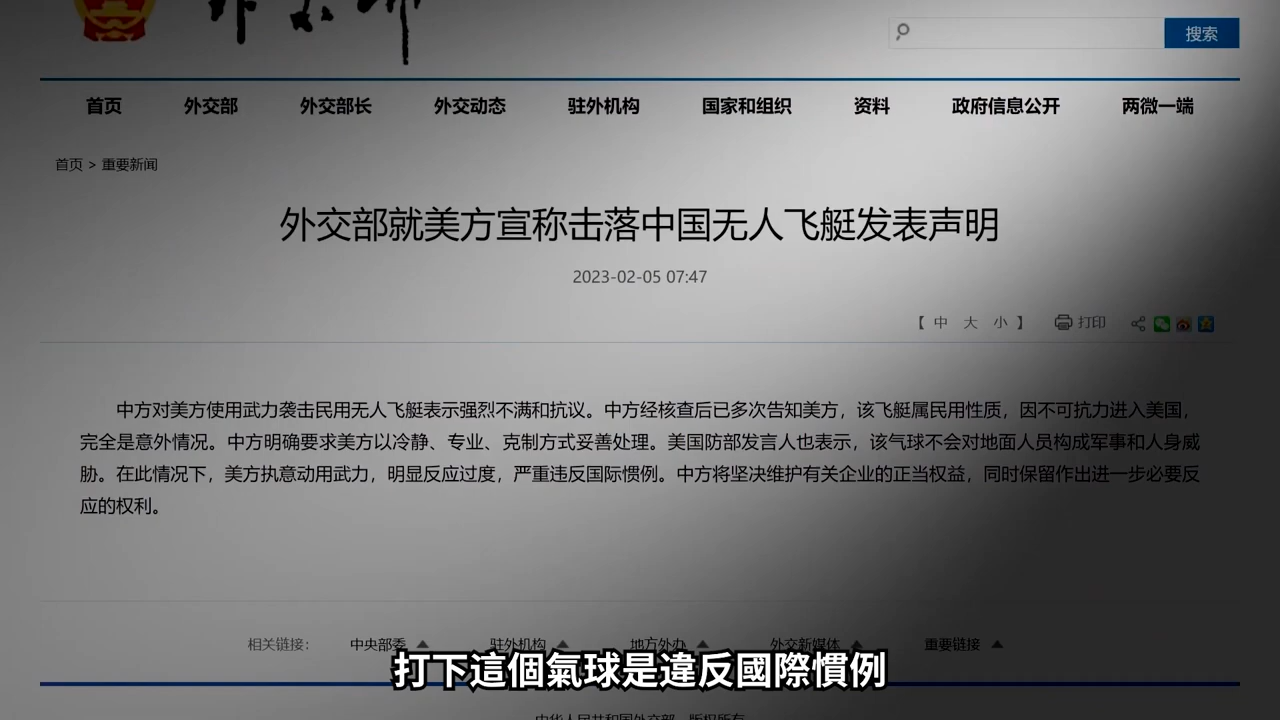 搜索
首页 外交部 外交部长 外交动态 驻外机构 国家和组织 资料 政府信息公开 两微一端
首页 > 重要新闻
外交部就美方宣称击落中国无人飞艇发表声明
2023-02-05 07:47
【 中 大 小 】 打印
中方对美方使用武力袭击民用无人飞艇表示强烈不满和抗议。中方经核查后已多次告知美方，该飞艇属民用性质，因不可抗力进入美国，
完全是意外情况。中方明确要求美方以冷静、专业、克制方式妥善处理。美国防部发言人也表示，该气球不会对地面人员构成军事和人身威
胁。在此情况下，美方执意动用武力，明显反应过度，严重违反国际惯例。中方将坚决维护有关企业的正当权益，同时保留作出进一步必要反
应的权利。
相关链接： 中央部委 驻外机构 地方外办 外交新媒体 重要链接
打下這個氣球是違反國際慣例
中华人民共和国外交部 版权所有